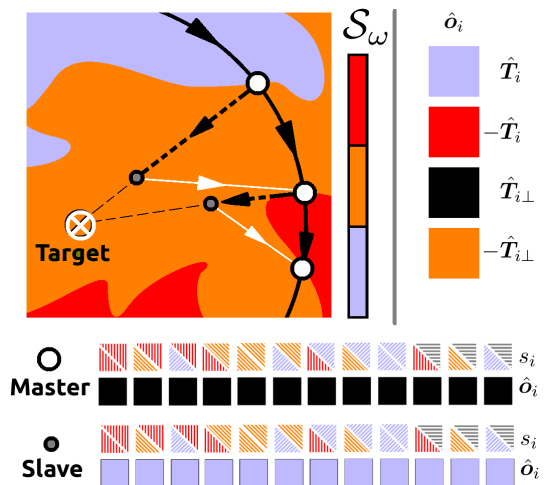 𝒮_ω
ô_i
T̂_i
−T̂_i
T̂_i⊥
−T̂_i⊥
Target
Master
s_i
ô_i
Slave
s_i
ô_i